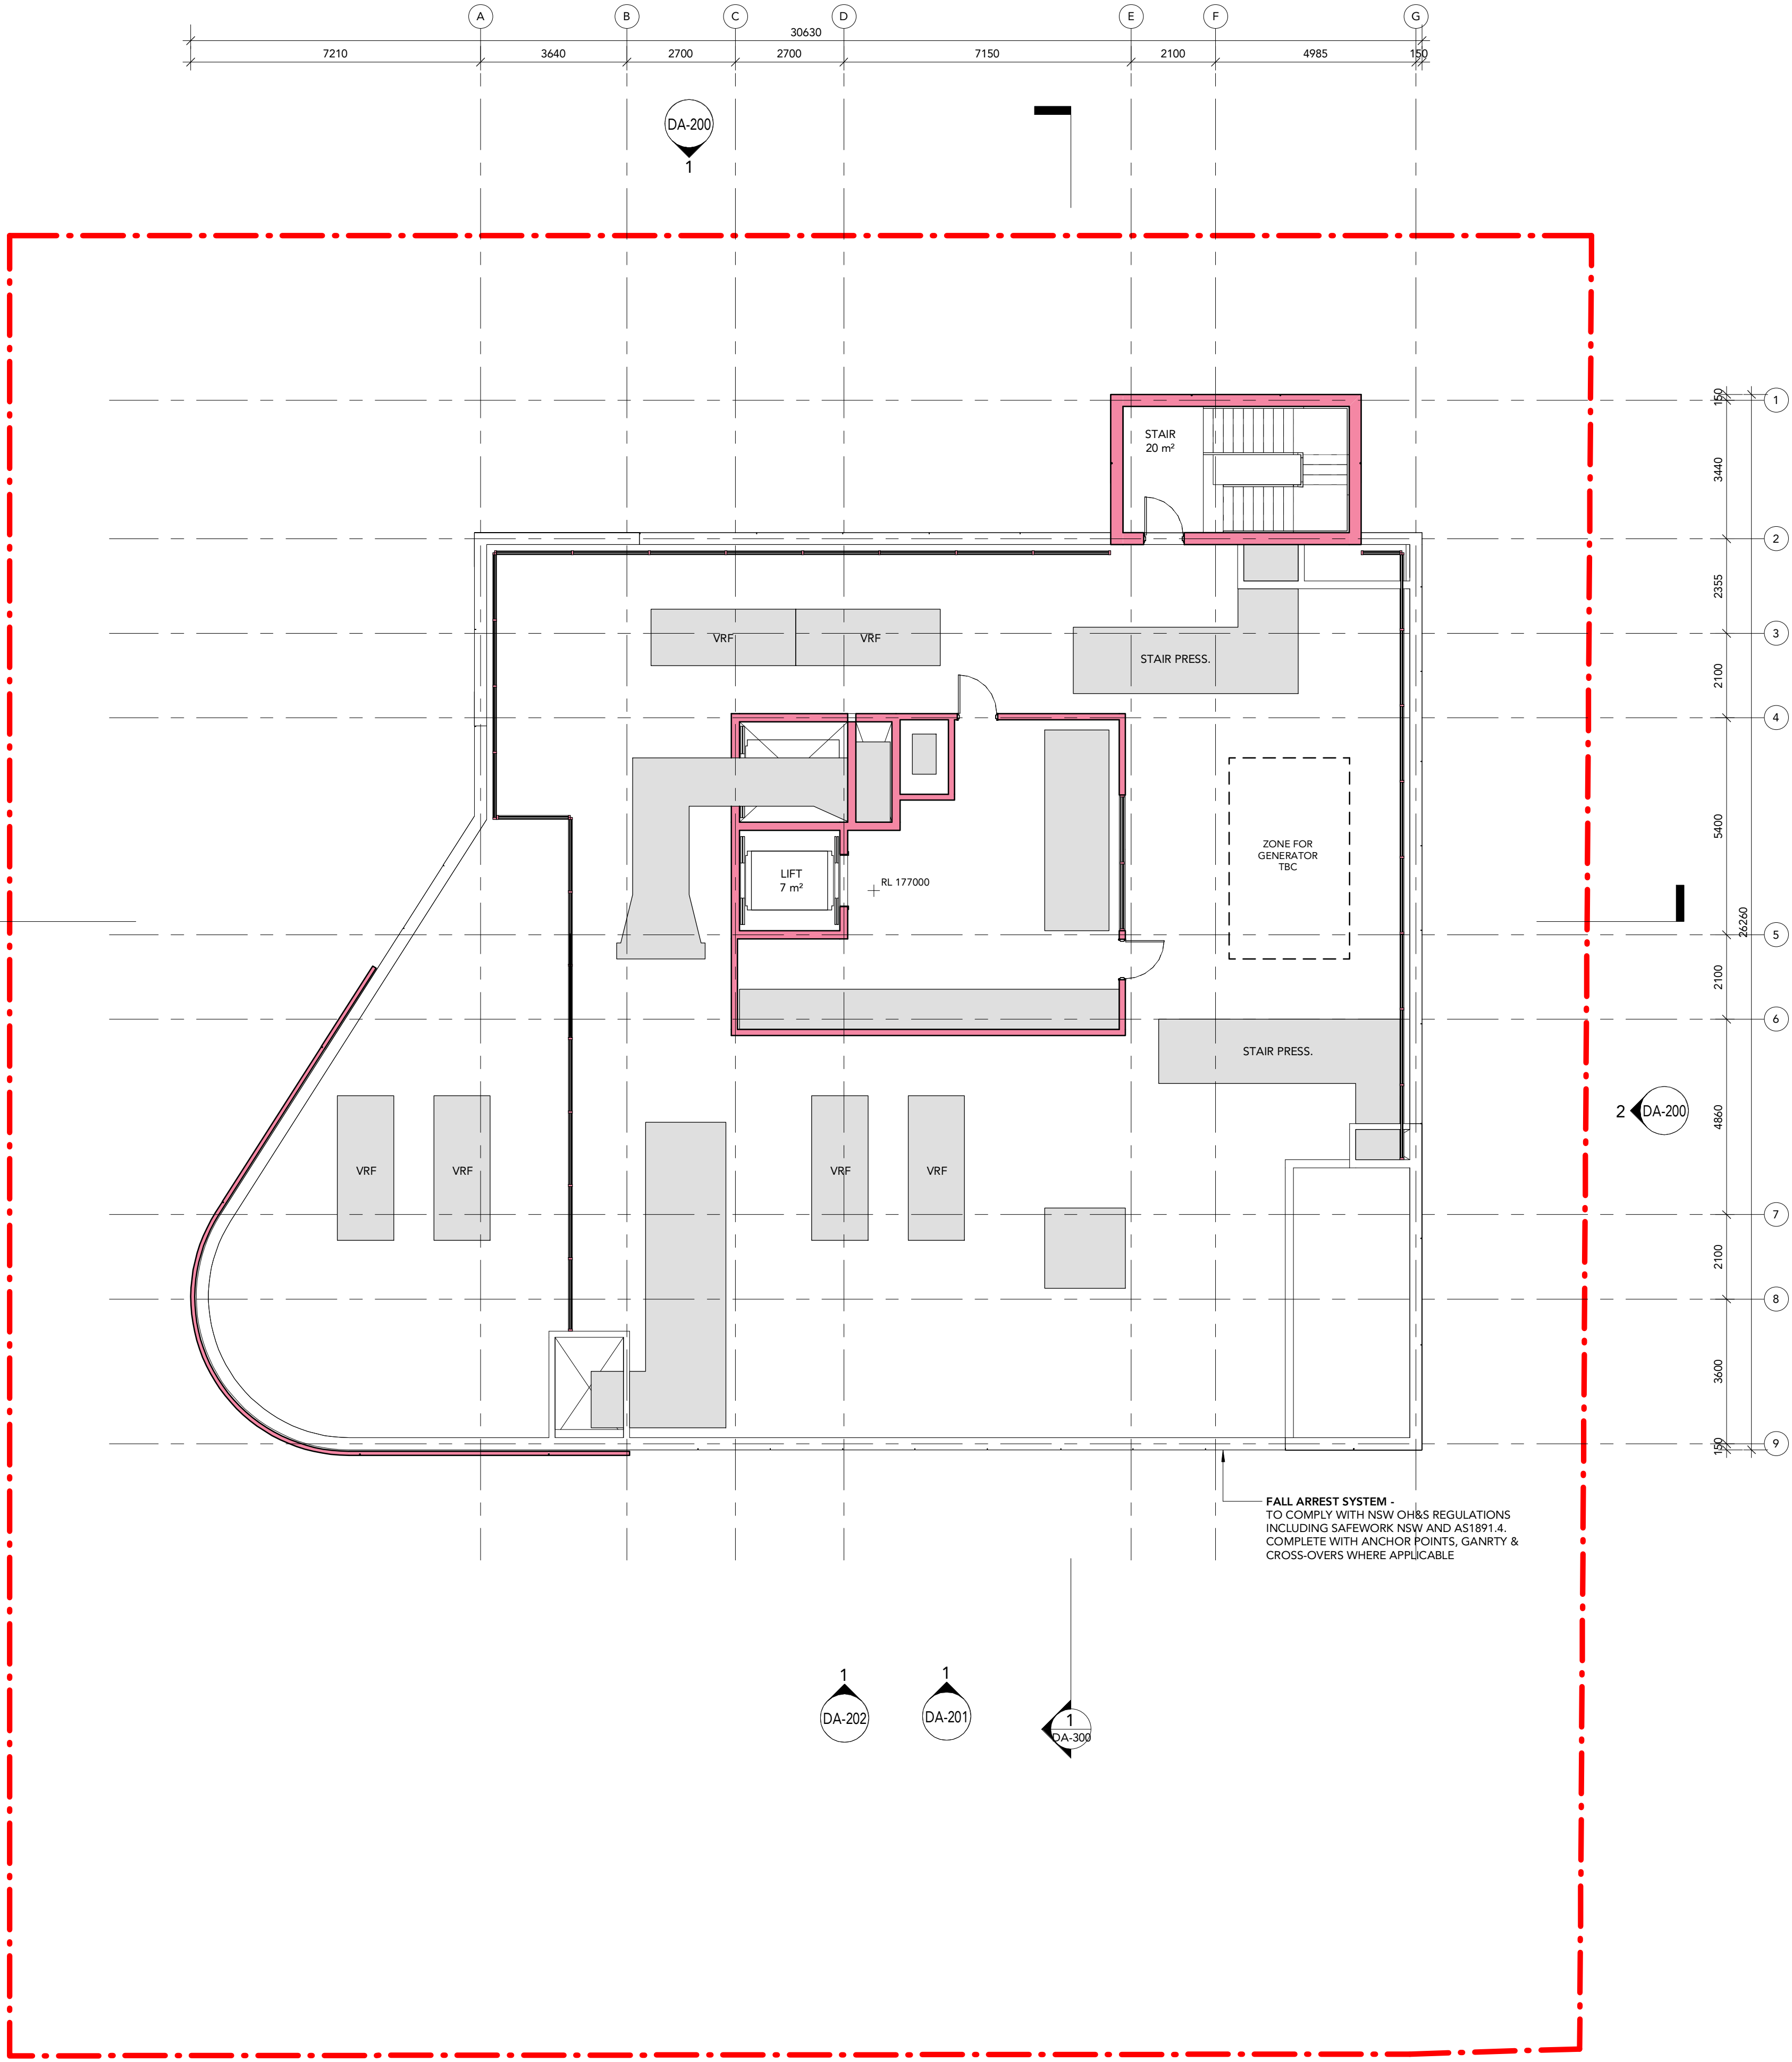 A B C D E F G
30630
7210 3640 2700 2700 7150 2100 4985 150
DA-200
1
1
150
STAIR
20 m²
3440
2
2355
VRF VRF
3
STAIR PRESS.
2100
4
5400
ZONE FOR
GENERATOR
TBC
LIFT
7 m²
RL 177000
26260
5
2100
6
STAIR PRESS.
4860
2 DA-200
VRF VRF VRF VRF
7
2100
8
3600
9
150
FALL ARREST SYSTEM -
TO COMPLY WITH NSW OH&S REGULATIONS
INCLUDING SAFEWORK NSW AND AS1891.4.
COMPLETE WITH ANCHOR POINTS, GANRTY &
CROSS-OVERS WHERE APPLICABLE
1
DA-202
1
DA-201
1
DA-300